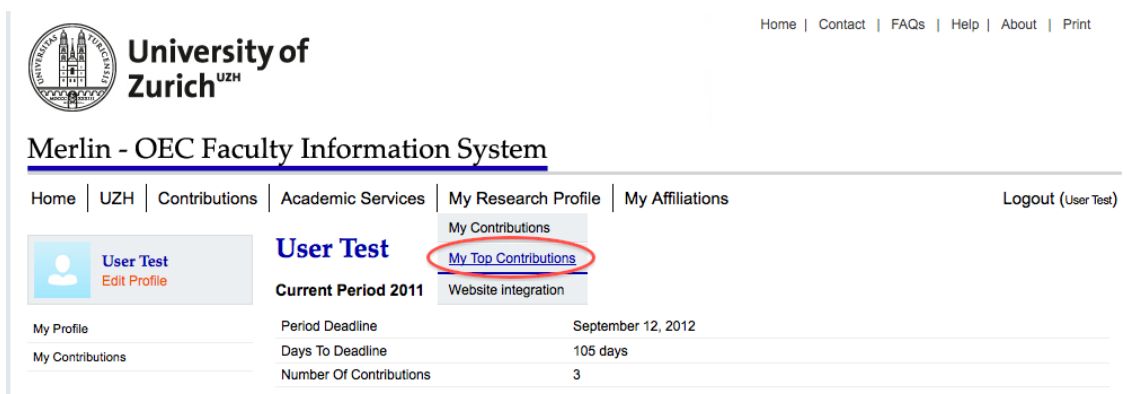 Home | Contact | FAQs | Help | About | Print
University of
Zurich UZH
Merlin - OEC Faculty Information System
Home | UZH | Contributions | Academic Services | My Research Profile | My Affiliations Logout (User Test)
My Contributions
My Top Contributions
Website integration
User Test
Edit Profile
My Profile
My Contributions
User Test
Current Period 2011
Period Deadline September 12, 2012
Days To Deadline 105 days
Number Of Contributions 3